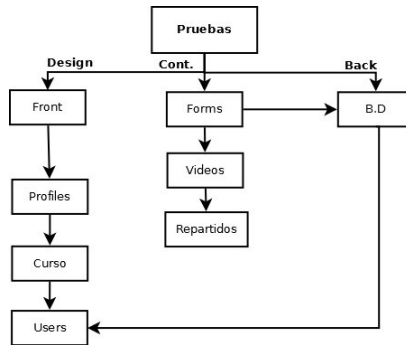 Pruebas
Design
Cont.
Back
Front
Forms
B.D
Videos
Profiles
Repartidos
Curso
Users